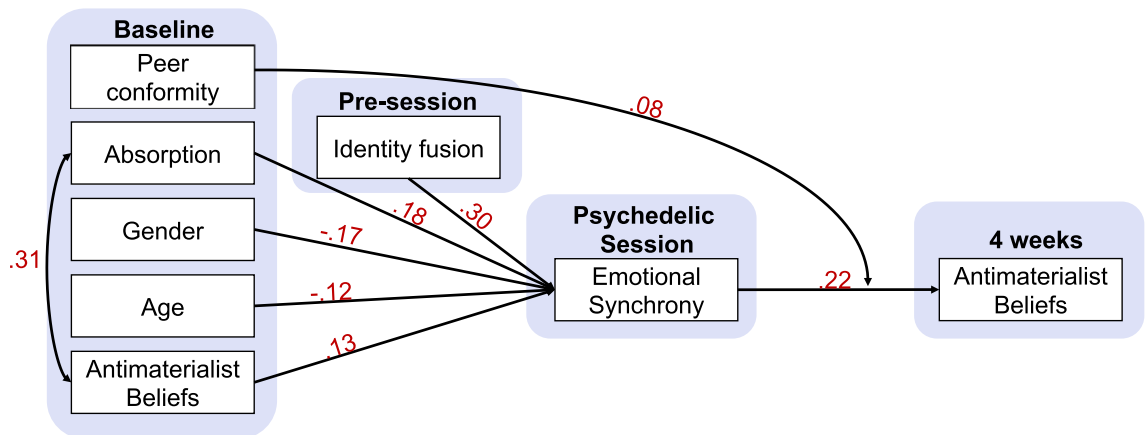 Baseline
Peer
conformity
Absorption
Gender
Age
Antimaterialist
Beliefs
.31
Pre-session
Identity fusion
.18
.30
-.17
-.12
.13
.08
Psychedelic
Session
Emotional
Synchrony
.22
4 weeks
Antimaterialist
Beliefs